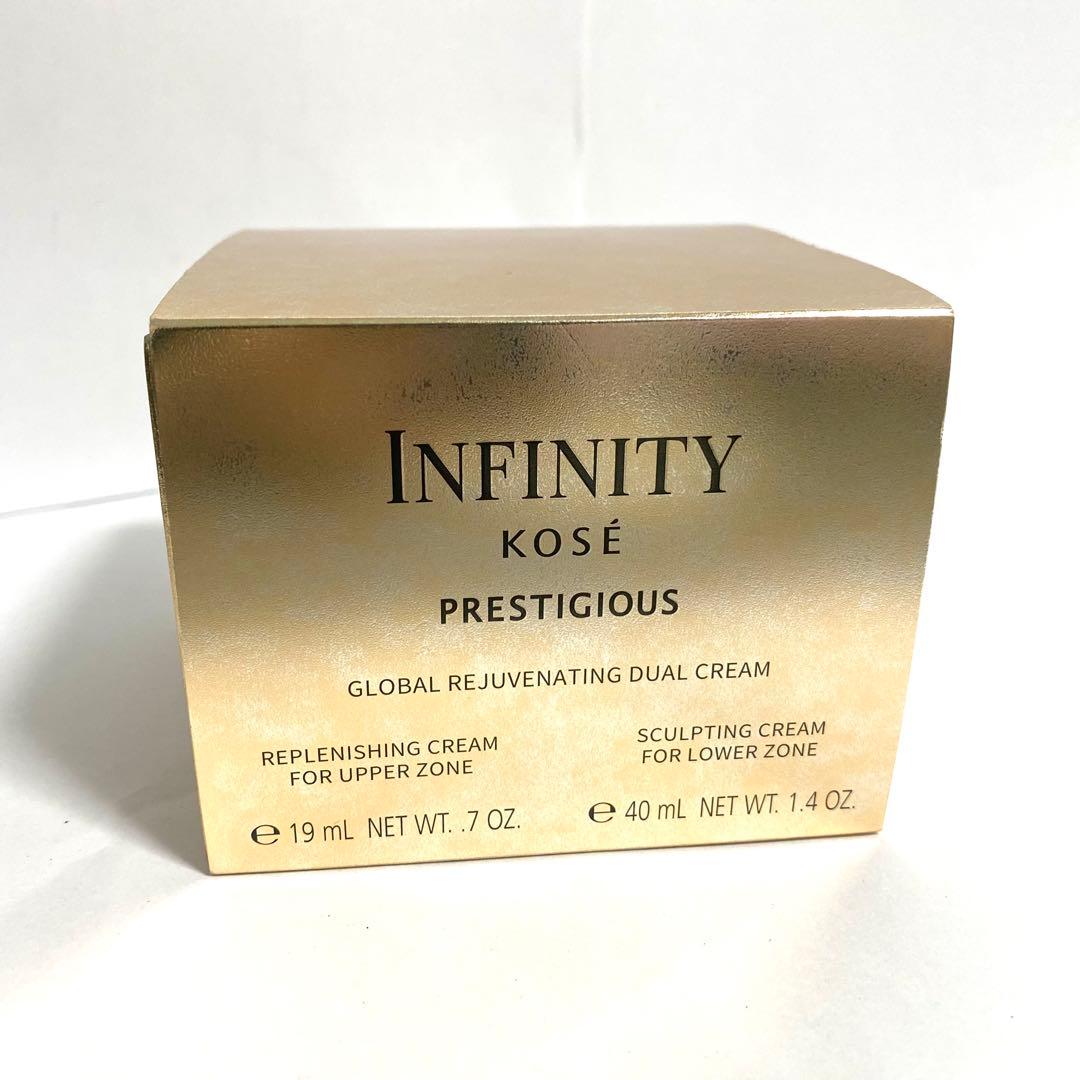 INFINITY
KOSÉ
PRESTIGIOUS
GLOBAL REJUVENATING DUAL CREAM
REPLENISHING CREAM
FOR UPPER ZONE
℮ 19 mL NET WT. .7 OZ.
SCULPTING CREAM
FOR LOWER ZONE
℮ 40 mL NET WT. 1.4 OZ.